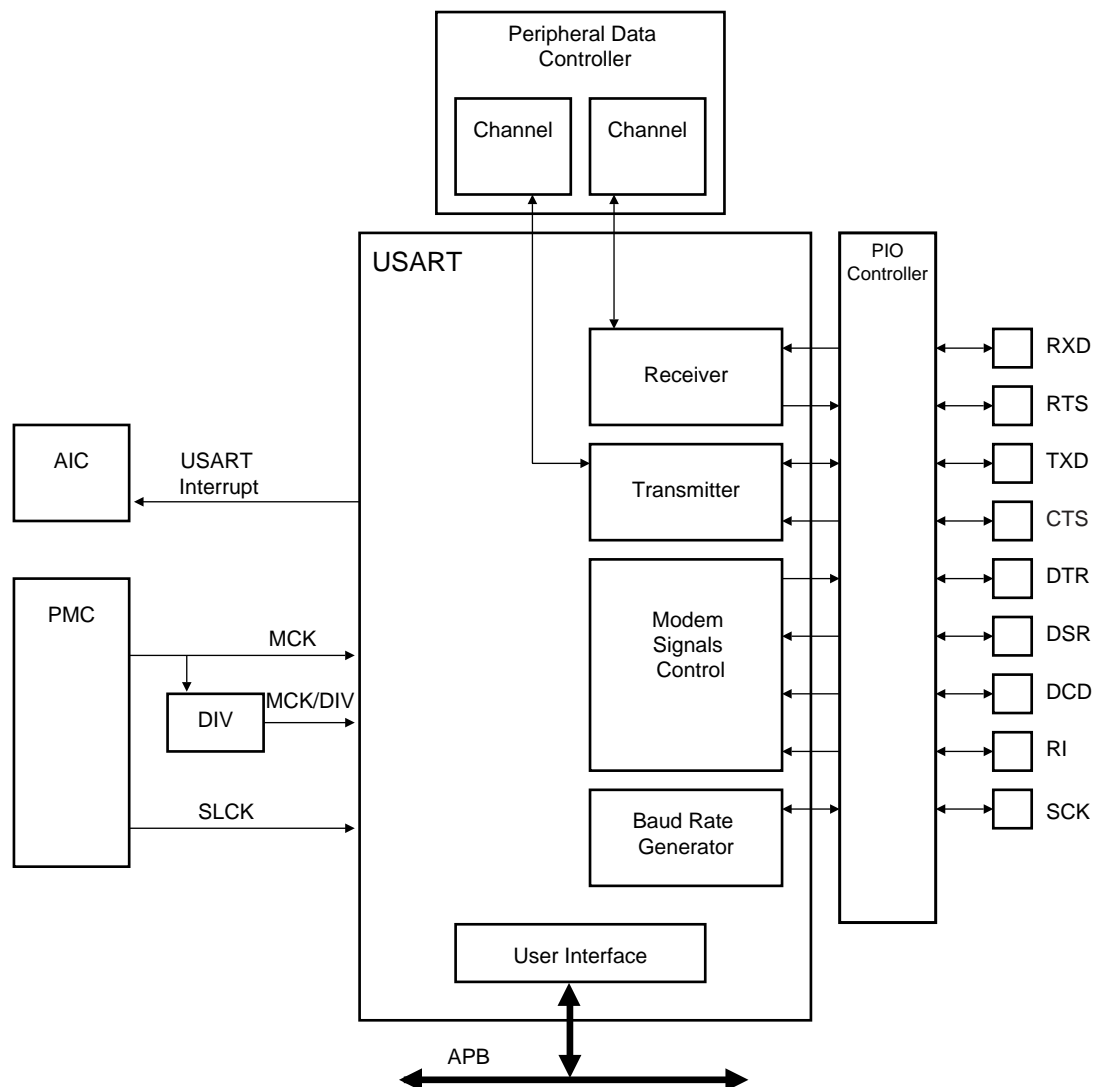 Peripheral Data
Controller
Channel
Channel
USART
PIO
Controller
Receiver
RXD
RTS
AIC
USART
Interrupt
Transmitter
TXD
CTS
PMC
MCK
DIV
MCK/DIV
SLCK
Modem
Signals
Control
DTR
DSR
DCD
RI
Baud Rate
Generator
SCK
User Interface
APB